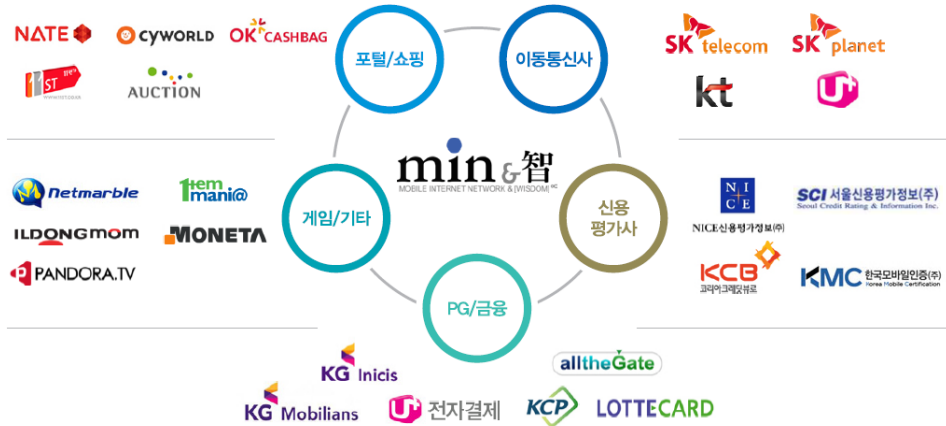 NATE
CYWORLD
OK CASHBAG
11ST
AUCTION
포털/쇼핑
이동통신사
SK telecom
SK planet
kt
U+
min&智
MOBILE INTERNET NETWORK & [WISDOM] INC
netmarble
Item
mani@
ILDONGmom
MONETA
PANDORA.TV
게임/기타
신용
평가사
NICE
NICE신용평가정보(주)
SCI 서울신용평가정보(주)
Seoul Credit Rating & Information Inc.
KCB
코리아크레딧뷰로
KMC 한국모바일인증(주)
Korea Mobile Certification
PG/금융
KG Inicis
alltheGate
KG Mobilians
U+ 전자결제
KCP
LOTTECARD